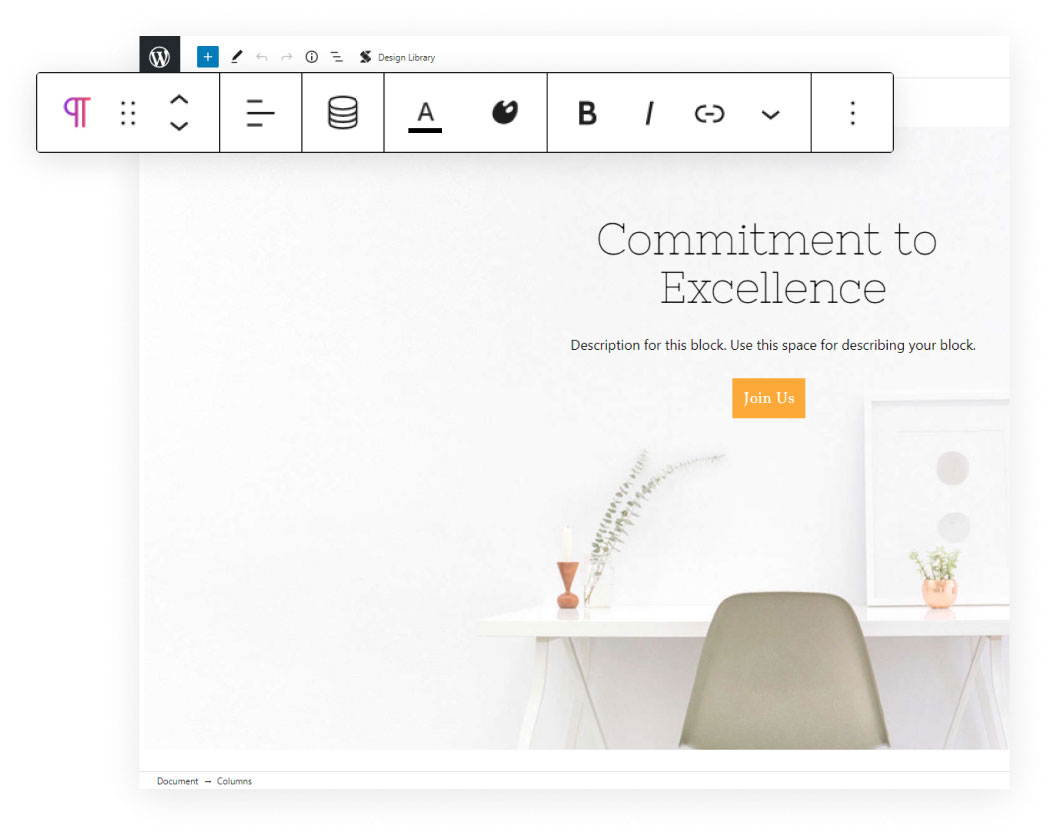 Design Library
A
B I
Commitment to
Excellence
Description for this block. Use this space for describing your block.
Join Us
Document → Columns